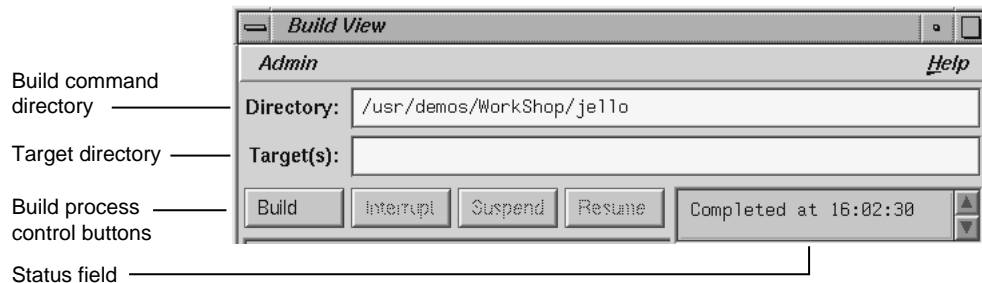 Build View
Admin Help
Build command
directory
Directory: /usr/demos/WorkShop/jello
Target directory
Target(s):
Build process
control buttons
Build Interrupt Suspend Resume
Completed at 16:02:30
Status field